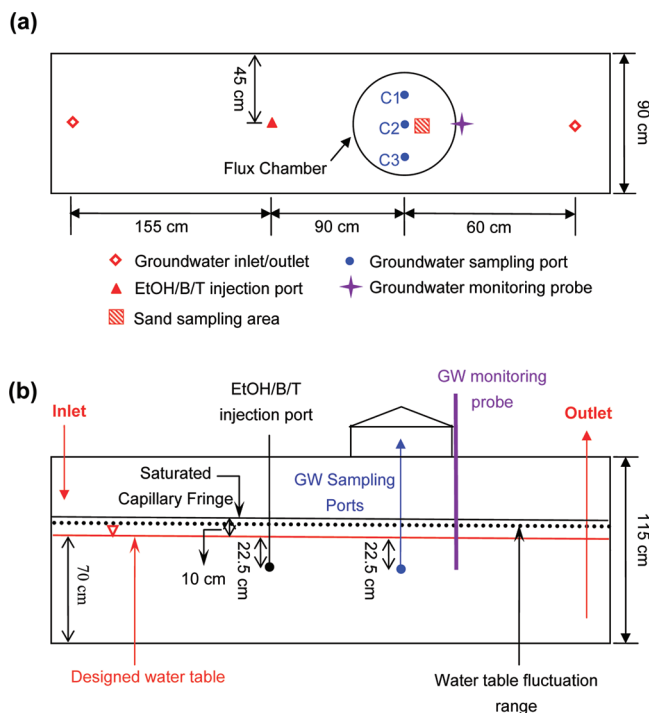 (a)
45 cm
90 cm
C1
C2
C3
Flux Chamber
155 cm
90 cm
60 cm
Groundwater inlet/outlet
Groundwater sampling port
EtOH/B/T injection port
Groundwater monitoring probe
Sand sampling area
(b)
EtOH/B/T
injection port
GW monitoring
probe
Inlet
Outlet
Saturated
Capillary Fringe
GW Sampling
Ports
115 cm
70 cm
10 cm
22.5 cm
22.5 cm
Designed water table
Water table fluctuation
range